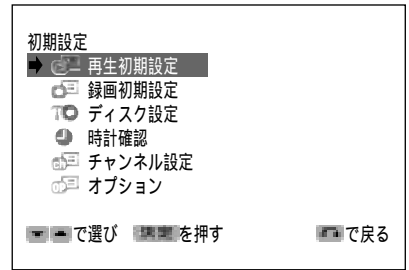 初期設定
再生初期設定
録画初期設定
ディスク設定
時計確認
チャンネル設定
オプション
で選び 決定 を押す で戻る